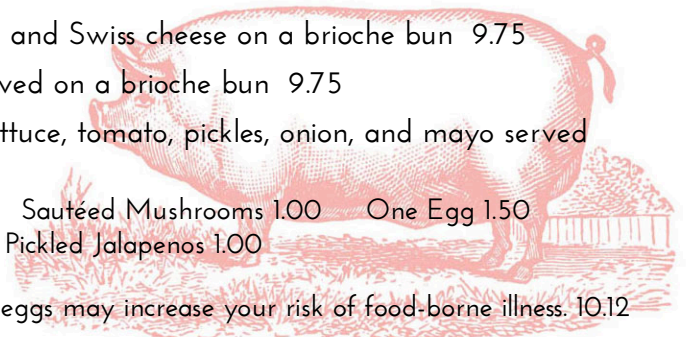 and Swiss cheese on a brioche bun 9.75
ved on a brioche bun 9.75
ttuce, tomato, pickles, onion, and mayo served
Sautéed Mushrooms 1.00 One Egg 1.50
Pickled Jalapenos 1.00
eggs may increase your risk of food-borne illness. 10.12